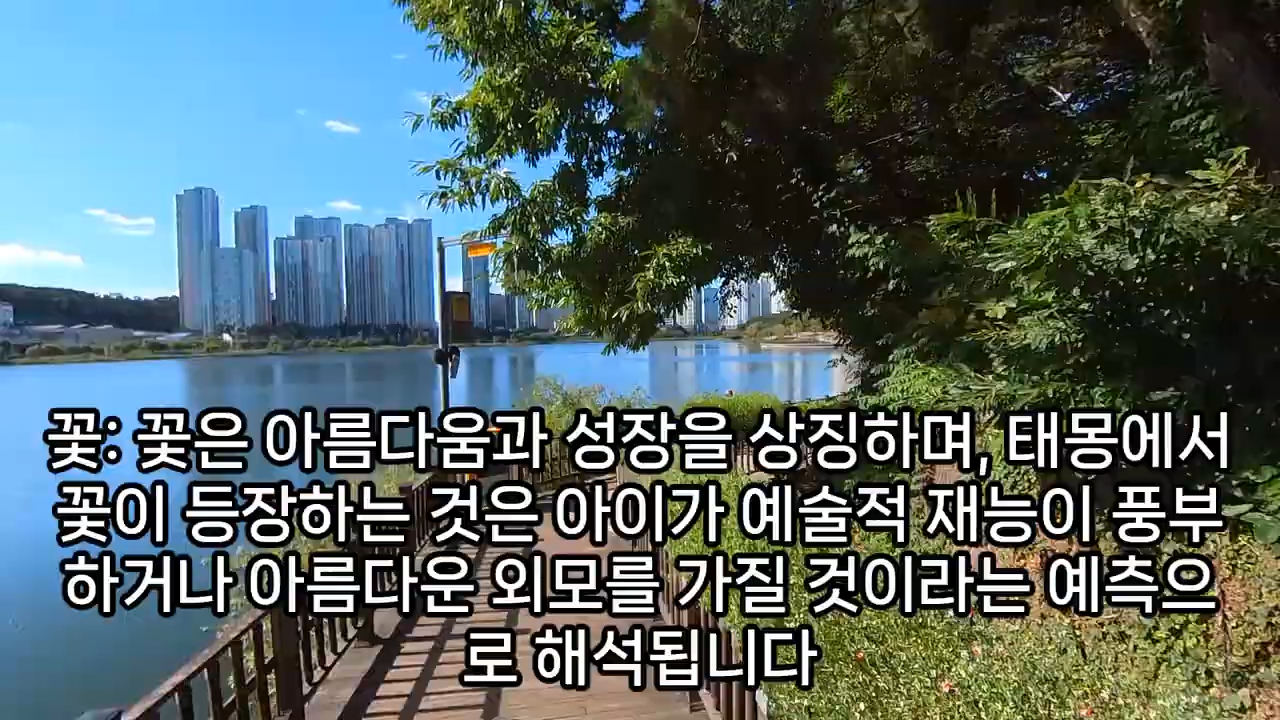 꽃: 꽃은 아름다움과 성장을 상징하며, 태몽에서
꽃이 등장하는 것은 아이가 예술적 재능이 풍부
하거나 아름다운 외모를 가질 것이라는 예측으
로 해석됩니다